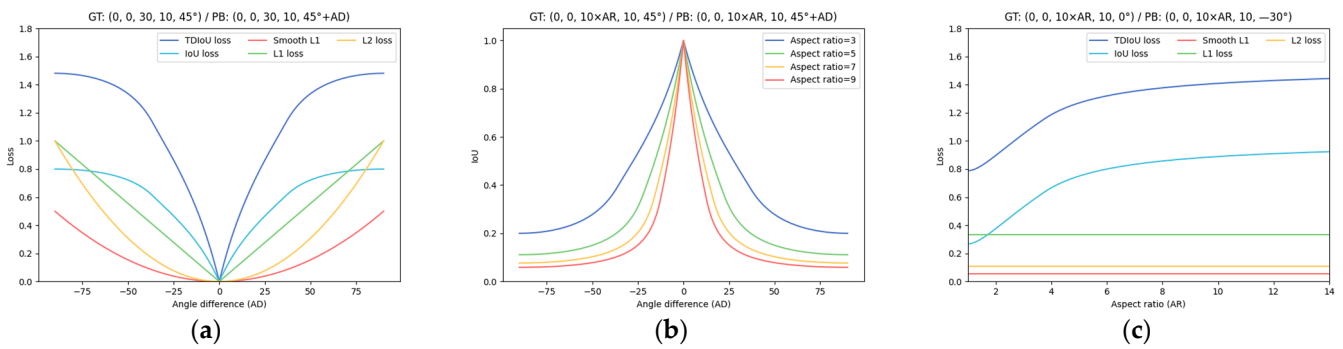 GT: (0, 0, 30, 10, 45°) / PB: (0, 0, 30, 10, 45°+AD)
TDIoU loss
IoU loss
Smooth L1
L1 loss
L2 loss
1.8
1.6
1.4
1.2
1.0
0.8
0.6
0.4
0.2
0.0
Loss
−75
−50
−25
0
25
50
75
Angle difference (AD)
(a)
GT: (0, 0, 10×AR, 10, 45°) / PB: (0, 0, 10×AR, 10, 45°+AD)
Aspect ratio=3
Aspect ratio=5
Aspect ratio=7
Aspect ratio=9
1.0
0.8
0.6
0.4
0.2
0.0
IoU
−75
−50
−25
0
25
50
75
Angle difference (AD)
(b)
GT: (0, 0, 10×AR, 10, 0°) / PB: (0, 0, 10×AR, 10, —30°)
TDIoU loss
IoU loss
Smooth L1
L1 loss
L2 loss
1.8
1.6
1.4
1.2
1.0
0.8
0.6
0.4
0.2
0.0
Loss
2
4
6
8
10
12
14
Aspect ratio (AR)
(c)